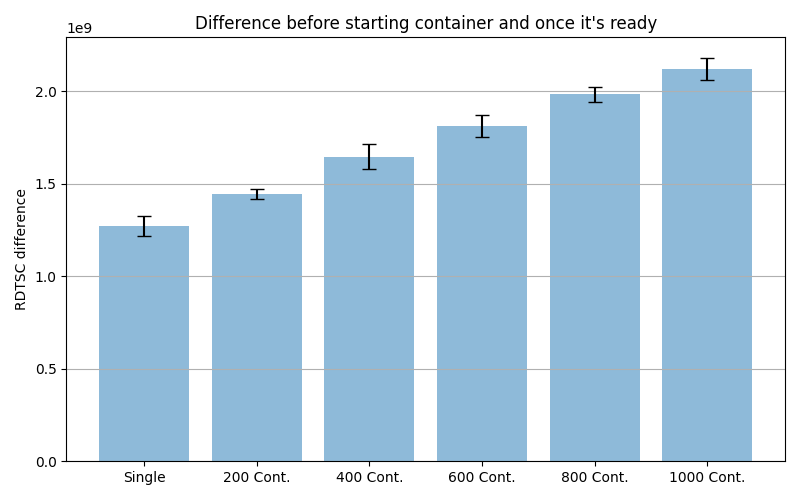 Difference before starting container and once it's ready
1e9
2.0
1.5
1.0
0.5
0.0
RDTSC difference
Single
200 Cont.
400 Cont.
600 Cont.
800 Cont.
1000 Cont.